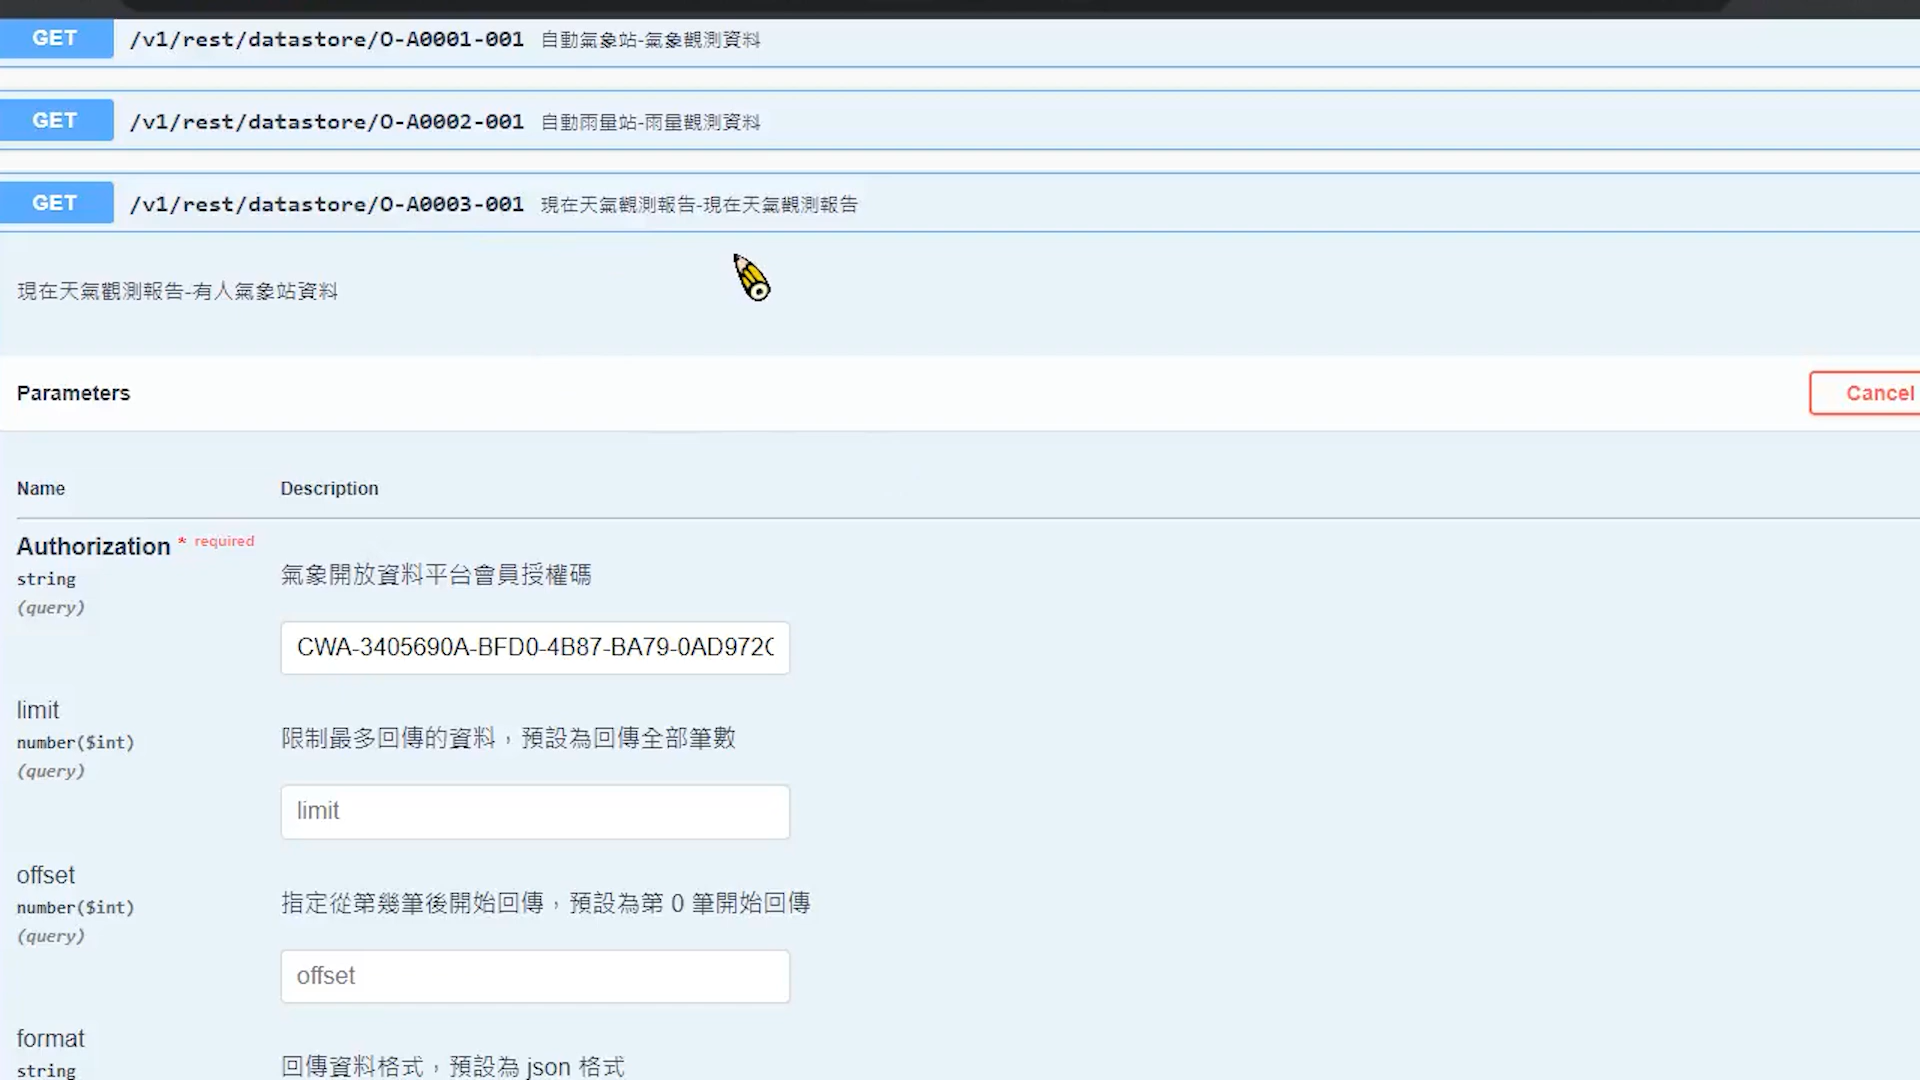 GET /v1/rest/datastore/O-A0001-001 自動氣象站-氣象觀測資料
GET /v1/rest/datastore/O-A0002-001 自動雨量站-雨量觀測資料
GET /v1/rest/datastore/O-A0003-001 現在天氣觀測報告-現在天氣觀測報告
現在天氣觀測報告-有人氣象站資料
Parameters
Cancel
Name Description
Authorization * required
string
(query)
氣象開放資料平台會員授權碼
CWA-3405690A-BFD0-4B87-BA79-0AD972
limit
number($int)
(query)
限制最多回傳的資料，預設為回傳全部筆數
limit
offset
number($int)
(query)
指定從第幾筆後開始回傳，預設為第 0 筆開始回傳
offset
format
string
回傳資料格式，預設為 json 格式